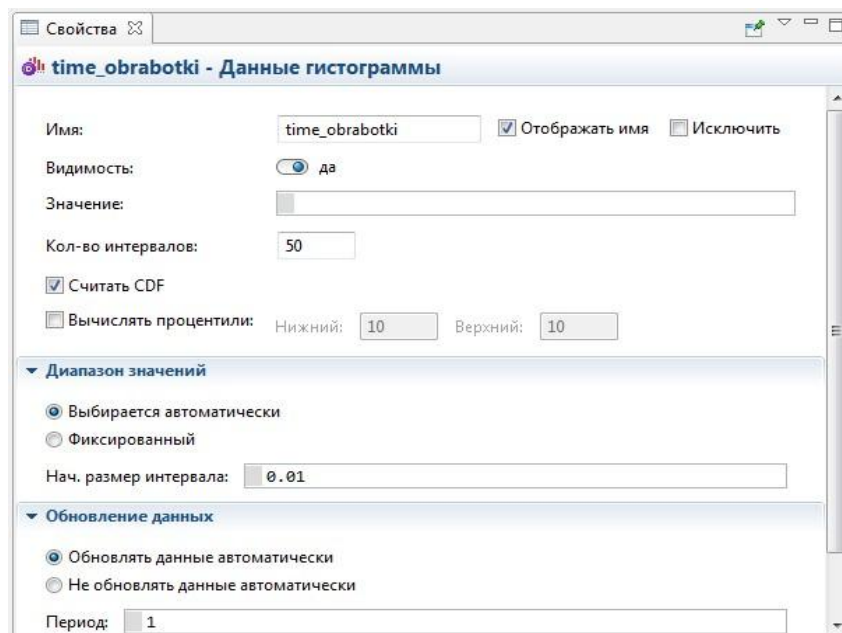 Свойства
time_obrabotki - Данные гистограммы
Имя: time_obrabotki Отображать имя Исключить
Видимость: да
Значение:
Кол-во интервалов: 50
Считать CDF
Вычислять процентили: Нижний: 10 Верхний: 10
Диапазон значений
Выбирается автоматически
Фиксированный
Нач. размер интервала: 0.01
Обновление данных
Обновлять данные автоматически
Не обновлять данные автоматически
Период: 1